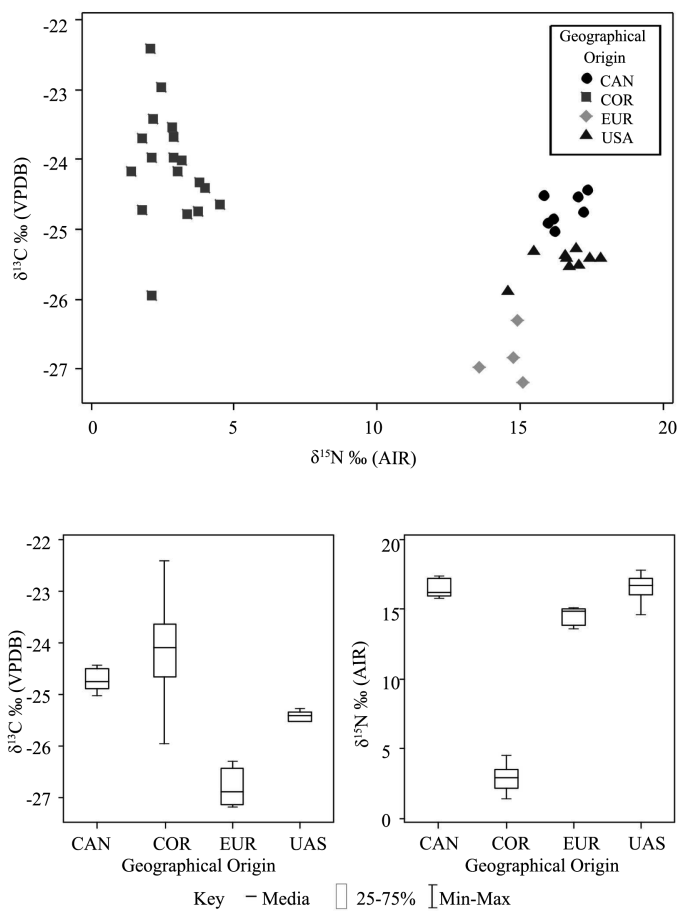 -22
-23
-24
-25
-26
-27
δ¹³C ‰ (VPDB)
Geographical
Origin
CAN
COR
EUR
USA
0 5 10 15 20
δ¹⁵N ‰ (AIR)
-22
-23
-24
-25
-26
-27
δ¹³C ‰ (VPDB)
CAN COR EUR UAS
Geographical Origin
20
15
10
5
0
δ¹⁵N ‰ (AIR)
CAN COR EUR UAS
Geographical Origin
Key Media 25-75% Min-Max